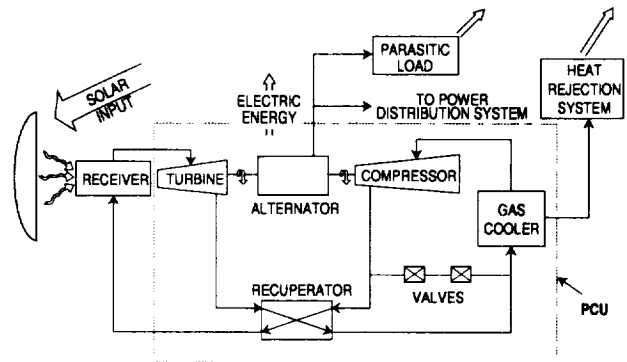 PARASITIC
LOAD
HEAT
REJECTION
SYSTEM
SOLAR
INPUT
ELECTRIC
ENERGY
TO POWER
DISTRIBUTION SYSTEM
RECEIVER
TURBINE
COMPRESSOR
ALTERNATOR
GAS
COOLER
RECUPERATOR
VALVES
PCU